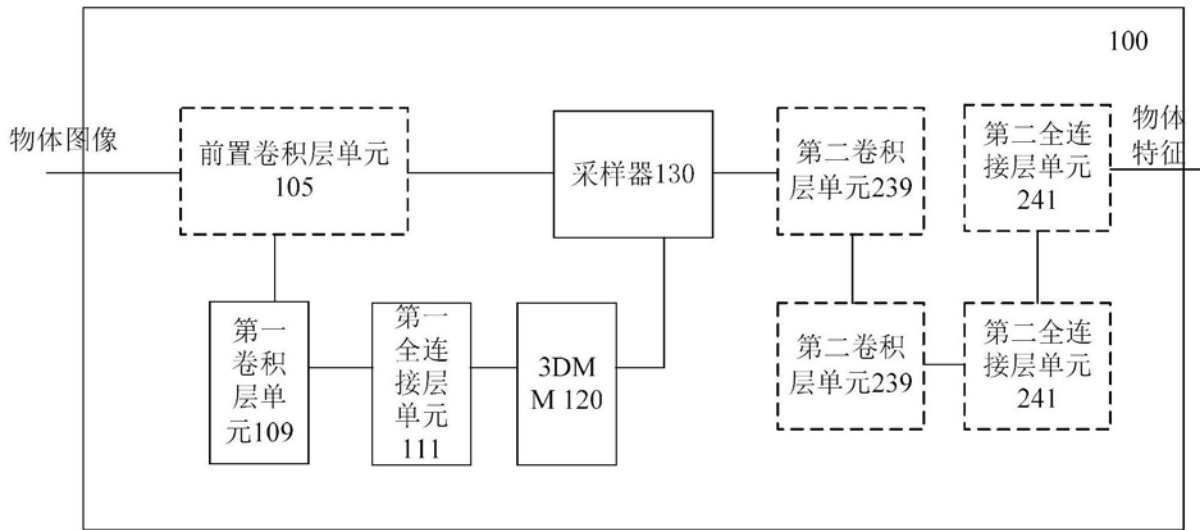 100
物体图像
前置卷积层单元
105
采样器130
第二卷积
层单元239
第二全连
接层单元
241
物体
特征
第一
卷积
层单
元109
第一
全连
接层
单元
111
3DM
M 120
第二卷积
层单元239
第二全连
接层单元
241